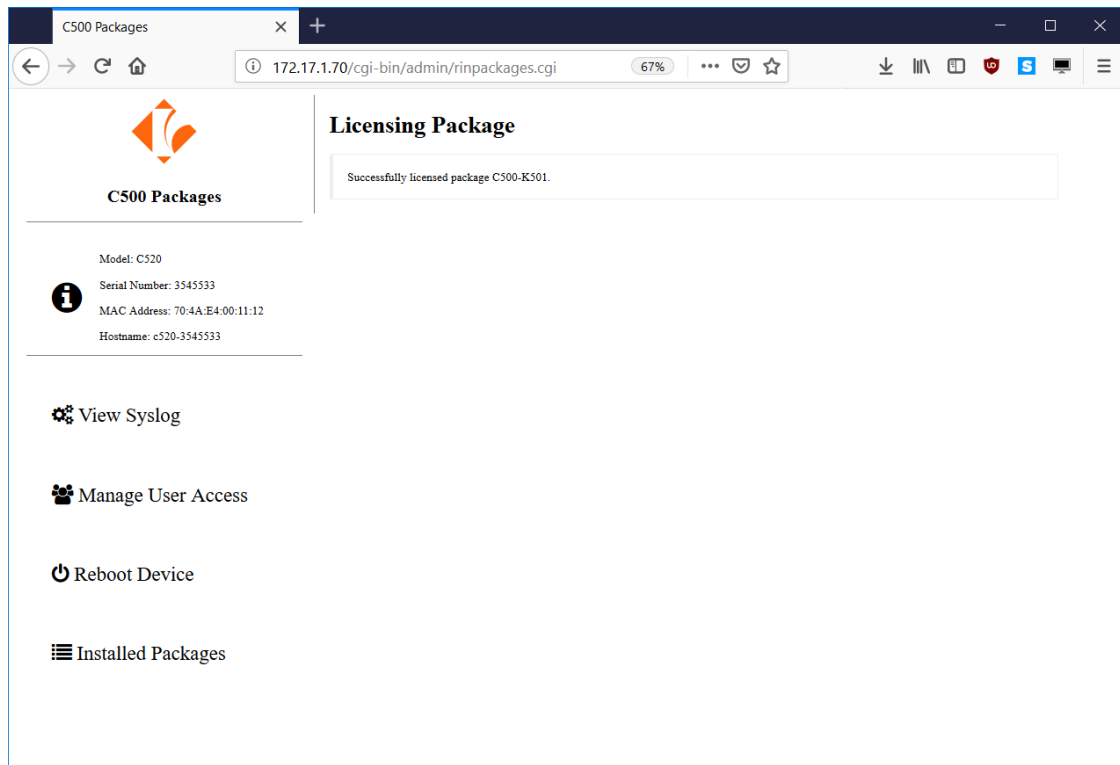 C500 Packages
172.17.1.70/cgi-bin/admin/rinpackages.cgi
67%
C500 Packages
Model: C520
Serial Number: 3545533
MAC Address: 70:4A:E4:00:11:12
Hostname: c520-3545533
View Syslog
Manage User Access
Reboot Device
Installed Packages
Licensing Package
Successfully licensed package C500-K501.